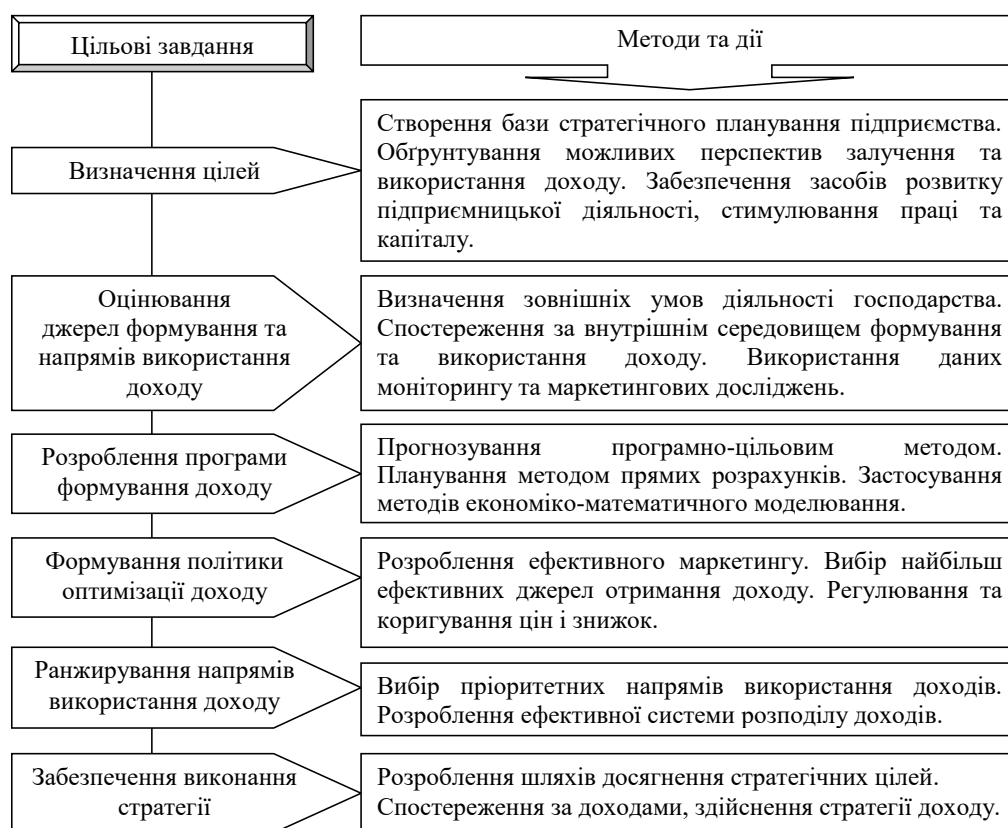 Цільові завдання
Методи та дії
Визначення цілей
Створення бази стратегічного планування підприємства.
Обґрунтування можливих перспектив залучення та
використання доходу. Забезпечення засобів розвитку
підприємницької діяльності, стимулювання праці та
капіталу.
Оцінювання
джерел формування та
напрямів використання
доходу
Визначення зовнішніх умов діяльності господарства.
Спостереження за внутрішнім середовищем формування
та використання доходу. Використання даних
моніторингу та маркетингових досліджень.
Розроблення програми
формування доходу
Прогнозування програмно-цільовим методом.
Планування методом прямих розрахунків. Застосування
методів економіко-математичного моделювання.
Формування політики
оптимізації доходу
Розроблення ефективного маркетингу. Вибір найбільш
ефективних джерел отримання доходу. Регулювання та
коригування цін і знижок.
Ранжирування напрямів
використання доходу
Вибір пріоритетних напрямів використання доходів.
Розроблення ефективної системи розподілу доходів.
Забезпечення виконання
стратегії
Розроблення шляхів досягнення стратегічних цілей.
Спостереження за доходами, здійснення стратегії доходу.